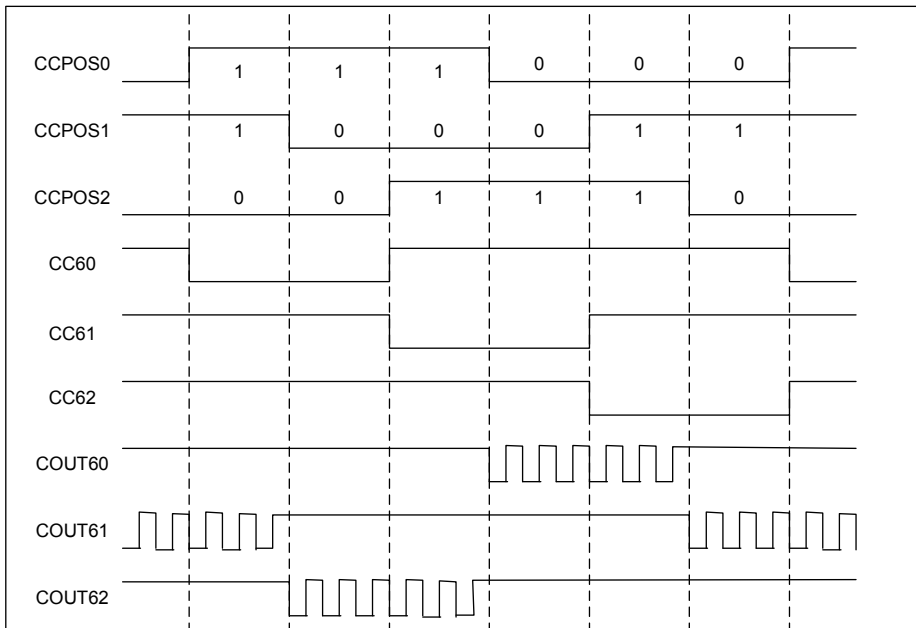 CCPOS0 1 1 1 0 0 0
CCPOS1 1 0 0 0 1 1
CCPOS2 0 0 1 1 1 0
CC60
CC61
CC62
COUT60
COUT61
COUT62